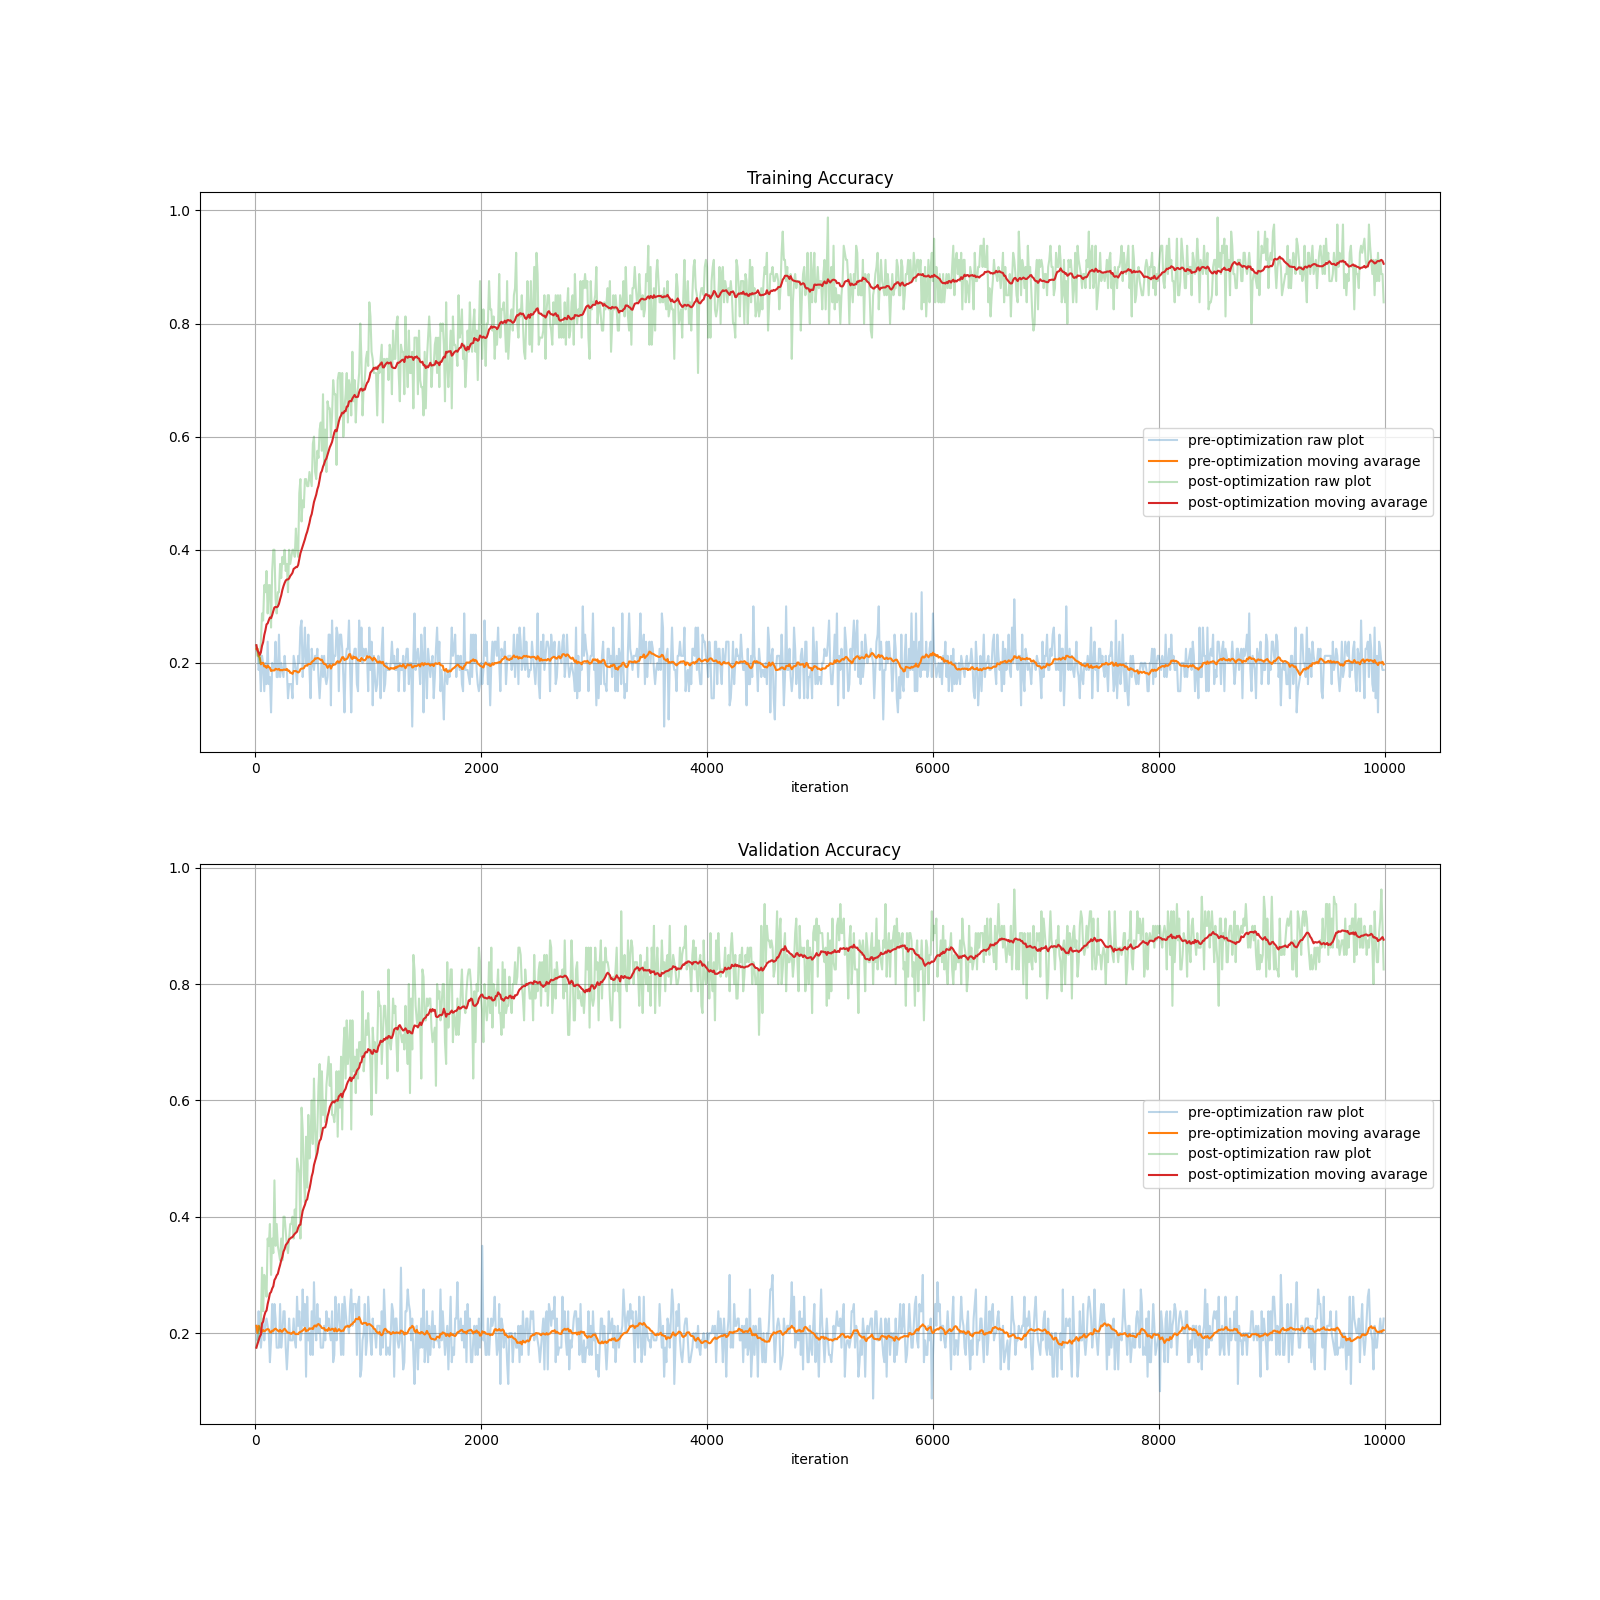 Training Accuracy
1.0
0.8
0.6
0.4
0.2
pre-optimization raw plot
pre-optimization moving avarage
post-optimization raw plot
post-optimization moving avarage
0 2000 4000 6000 8000 10000
iteration
Validation Accuracy
1.0
0.8
0.6
0.4
0.2
pre-optimization raw plot
pre-optimization moving avarage
post-optimization raw plot
post-optimization moving avarage
0 2000 4000 6000 8000 10000
iteration